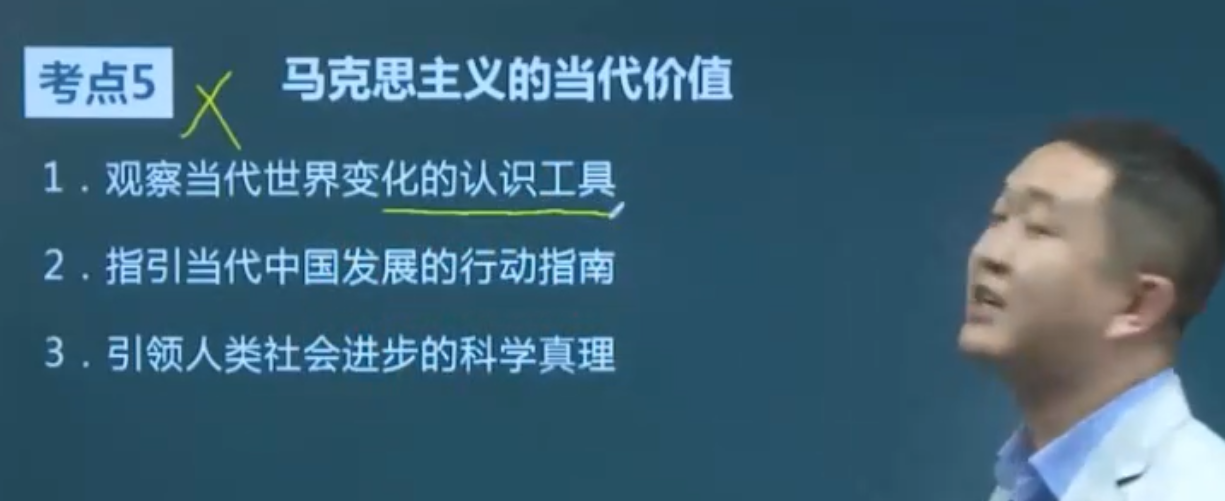 考点5 马克思主义的当代价值
1．观察当代世界变化的认识工具
2．指引当代中国发展的行动指南
3．引领人类社会进步的科学真理